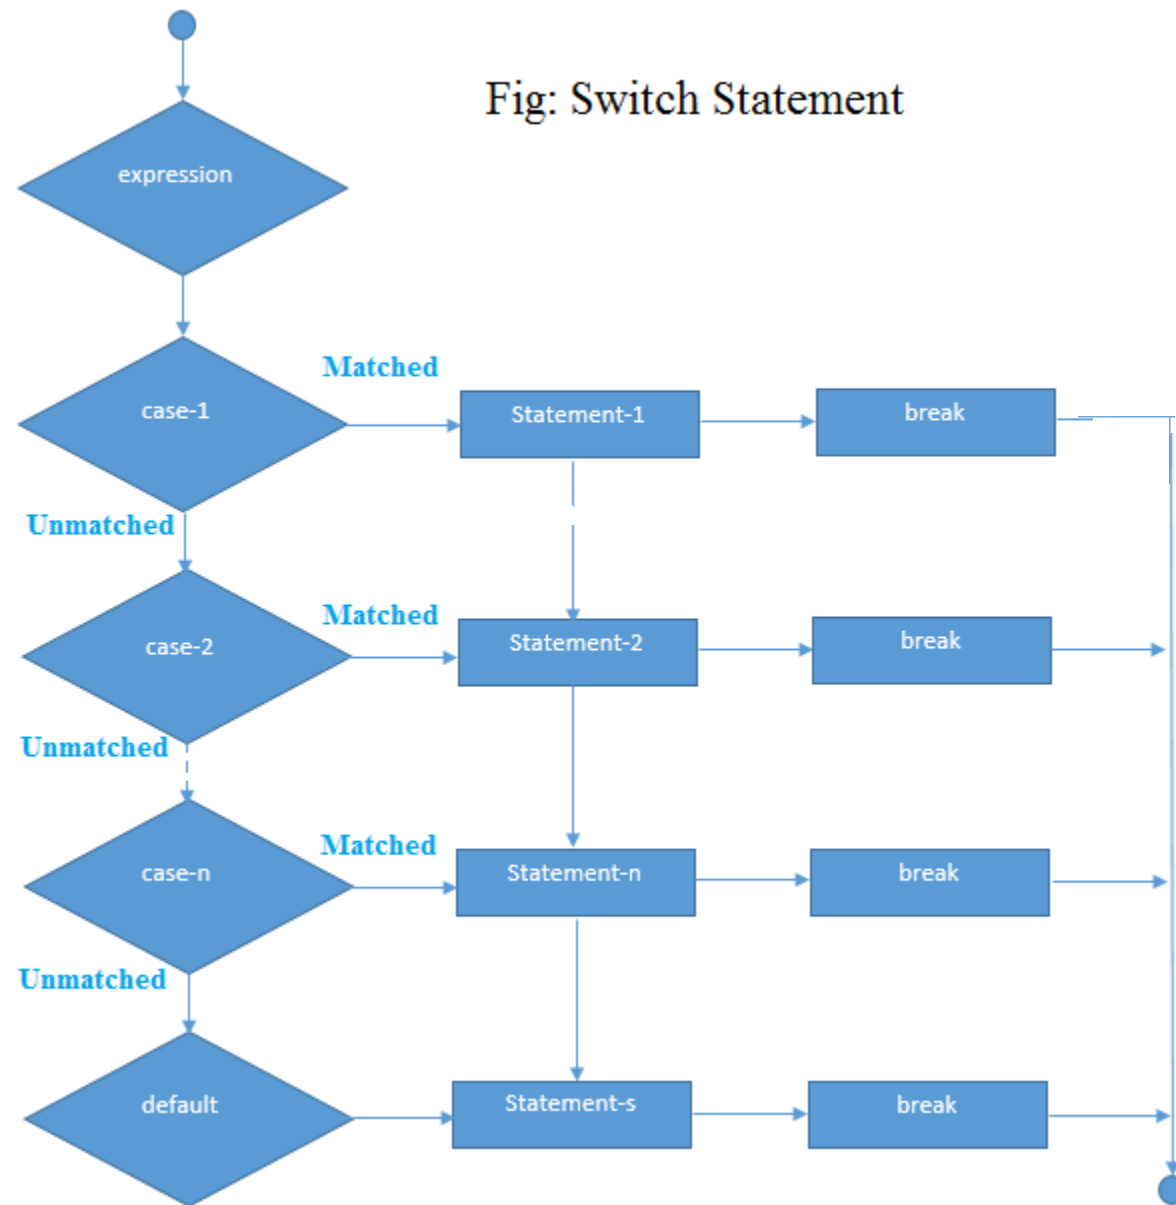 Fig: Switch Statement
expression
case-1
Matched
Statement-1
break
Unmatched
case-2
Matched
Statement-2
break
Unmatched
case-n
Matched
Statement-n
break
Unmatched
default
Statement-s
break